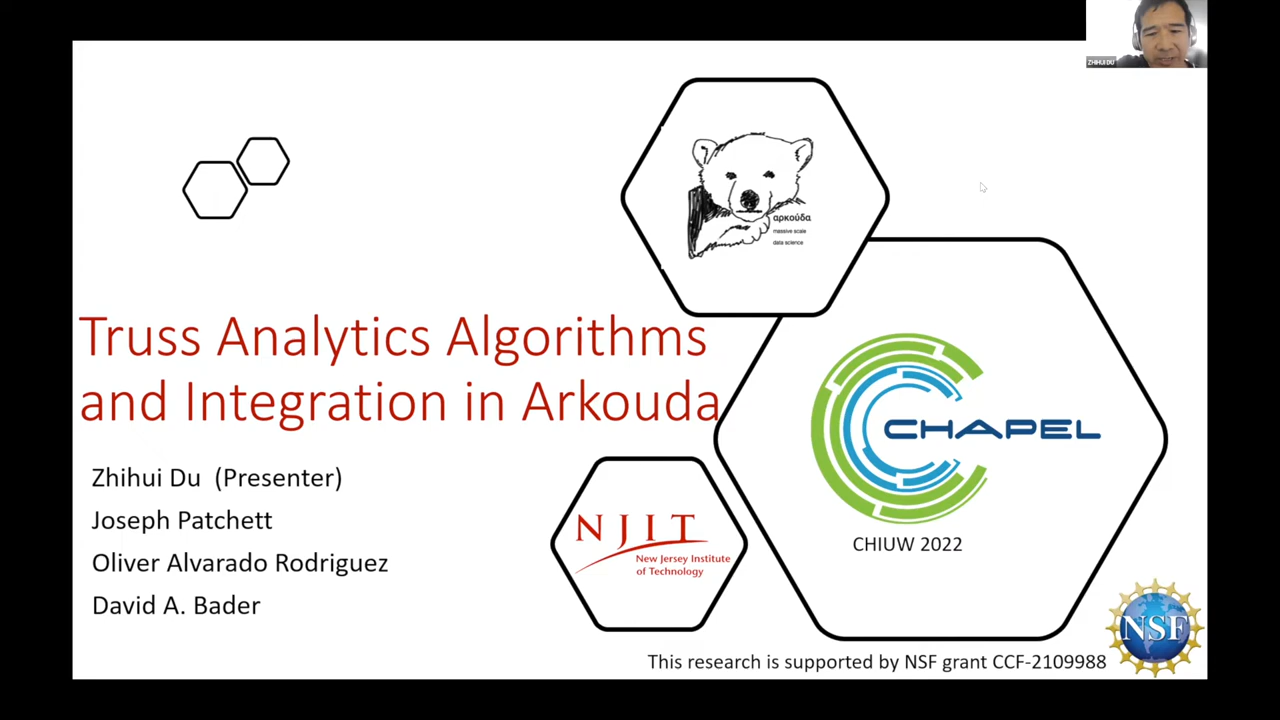 ZHIHUI DU
αρκούδα
massive scale
data science
Truss Analytics Algorithms
and Integration in Arkouda
CHAPEL
CHIUW 2022
Zhihui Du (Presenter)
Joseph Patchett
Oliver Alvarado Rodriguez
David A. Bader
NJIT
New Jersey Institute
of Technology
NSF
This research is supported by NSF grant CCF-2109988